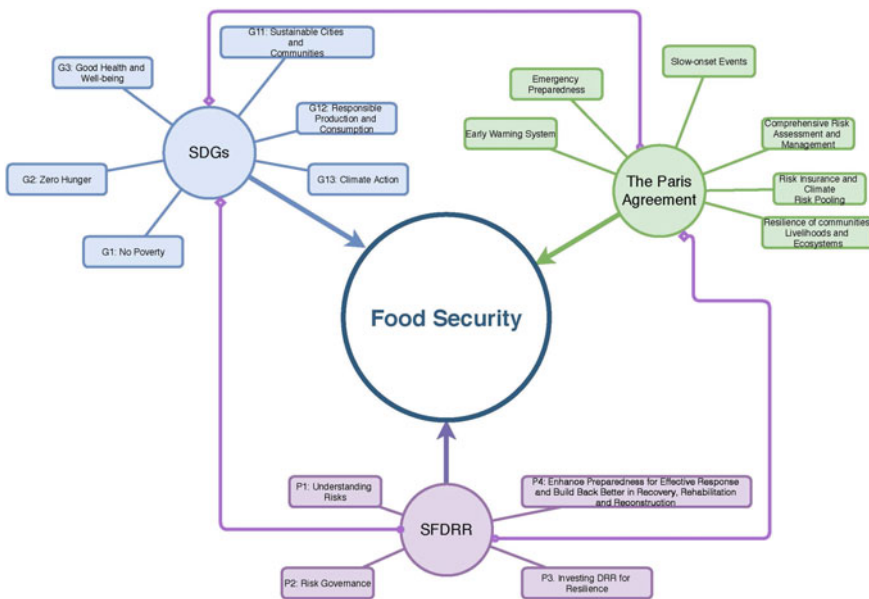 G11: Sustainable Cities
and
Communities
G3: Good Health and
Well-being
G12: Responsible
Production and
Consumption
SDGs
G2: Zero Hunger
G13: Climate Action
G1: No Poverty
Slow-onset Events
Emergency
Preparedness
Early Warning System
Comprehensive Risk
Assessment and
Management
The Paris
Agreement
Risk Insurance and
Climate
Risk Pooling
Resilience of communities
Livelihoods and
Ecosystems
Food Security
P1: Understanding
Risks
P4: Enhance Preparedness for Effective Response
and Build Back Better in Recovery, Rehabilitation
and Reconstruction
SFDRR
P2: Risk Governance
P3. Investing DRR for
Resilience